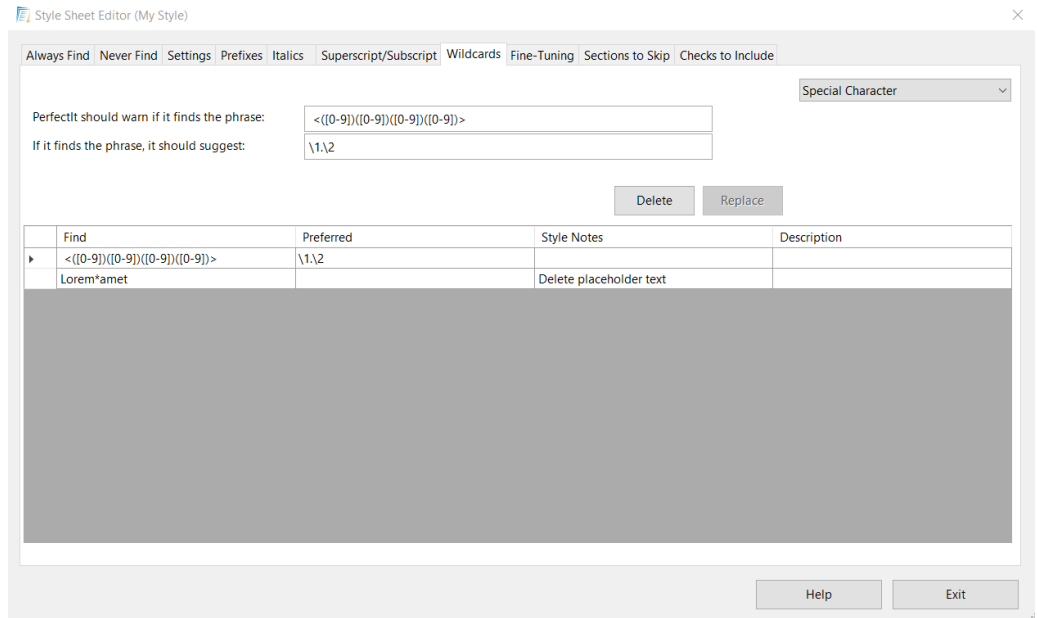 Style Sheet Editor (My Style)
Always Find Never Find Settings Prefixes Italics Superscript/Subscript Wildcards Fine-Tuning Sections to Skip Checks to Include
Special Character
PerfectIt should warn if it finds the phrase: <([0-9])([0-9])([0-9])([0-9])>
If it finds the phrase, it should suggest: \1.\2
Delete Replace
Find Preferred Style Notes Description
<([0-9])([0-9])([0-9])([0-9])> \1.\2
Lorem*amet Delete placeholder text
Help Exit